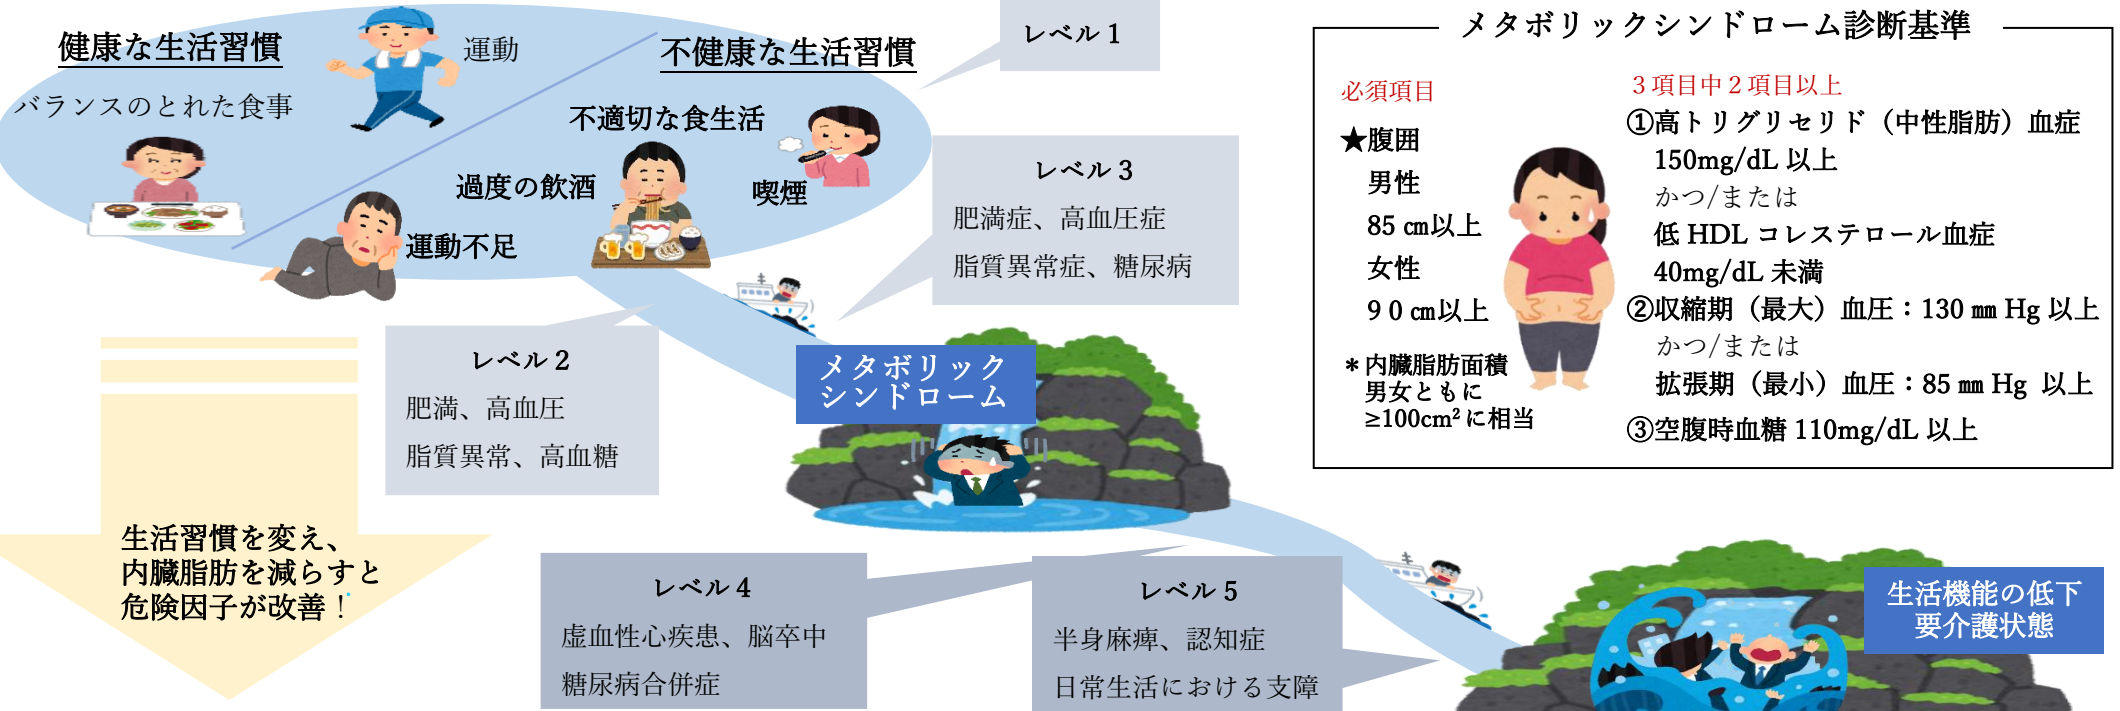 健康な生活習慣
運動
バランスのとれた食事
不健康な生活習慣
不適切な食生活
過度の飲酒
喫煙
運動不足
レベル１
レベル３
肥満症、高血圧症
脂質異常症、糖尿病
レベル２
肥満、高血圧
脂質異常、高血糖
メタボリック
シンドローム
生活習慣を変え、
内臓脂肪を減らすと
危険因子が改善！
レベル４
虚血性心疾患、脳卒中
糖尿病合併症
レベル５
半身麻痺、認知症
日常生活における支障
生活機能の低下
要介護状態
メタボリックシンドローム診断基準
必須項目
★腹囲
男性
85 ㎝以上
女性
９０㎝以上
＊内臓脂肪面積
男女ともに
≥100cm²に相当
３項目中２項目以上
①高トリグリセリド（中性脂肪）血症
150mg/dL 以上
かつ/または
低 HDL コレステロール血症
40mg/dL 未満
②収縮期（最大）血圧：130 ㎜ Hg 以上
かつ/または
拡張期（最小）血圧：85 ㎜ Hg 以上
③空腹時血糖 110mg/dL 以上